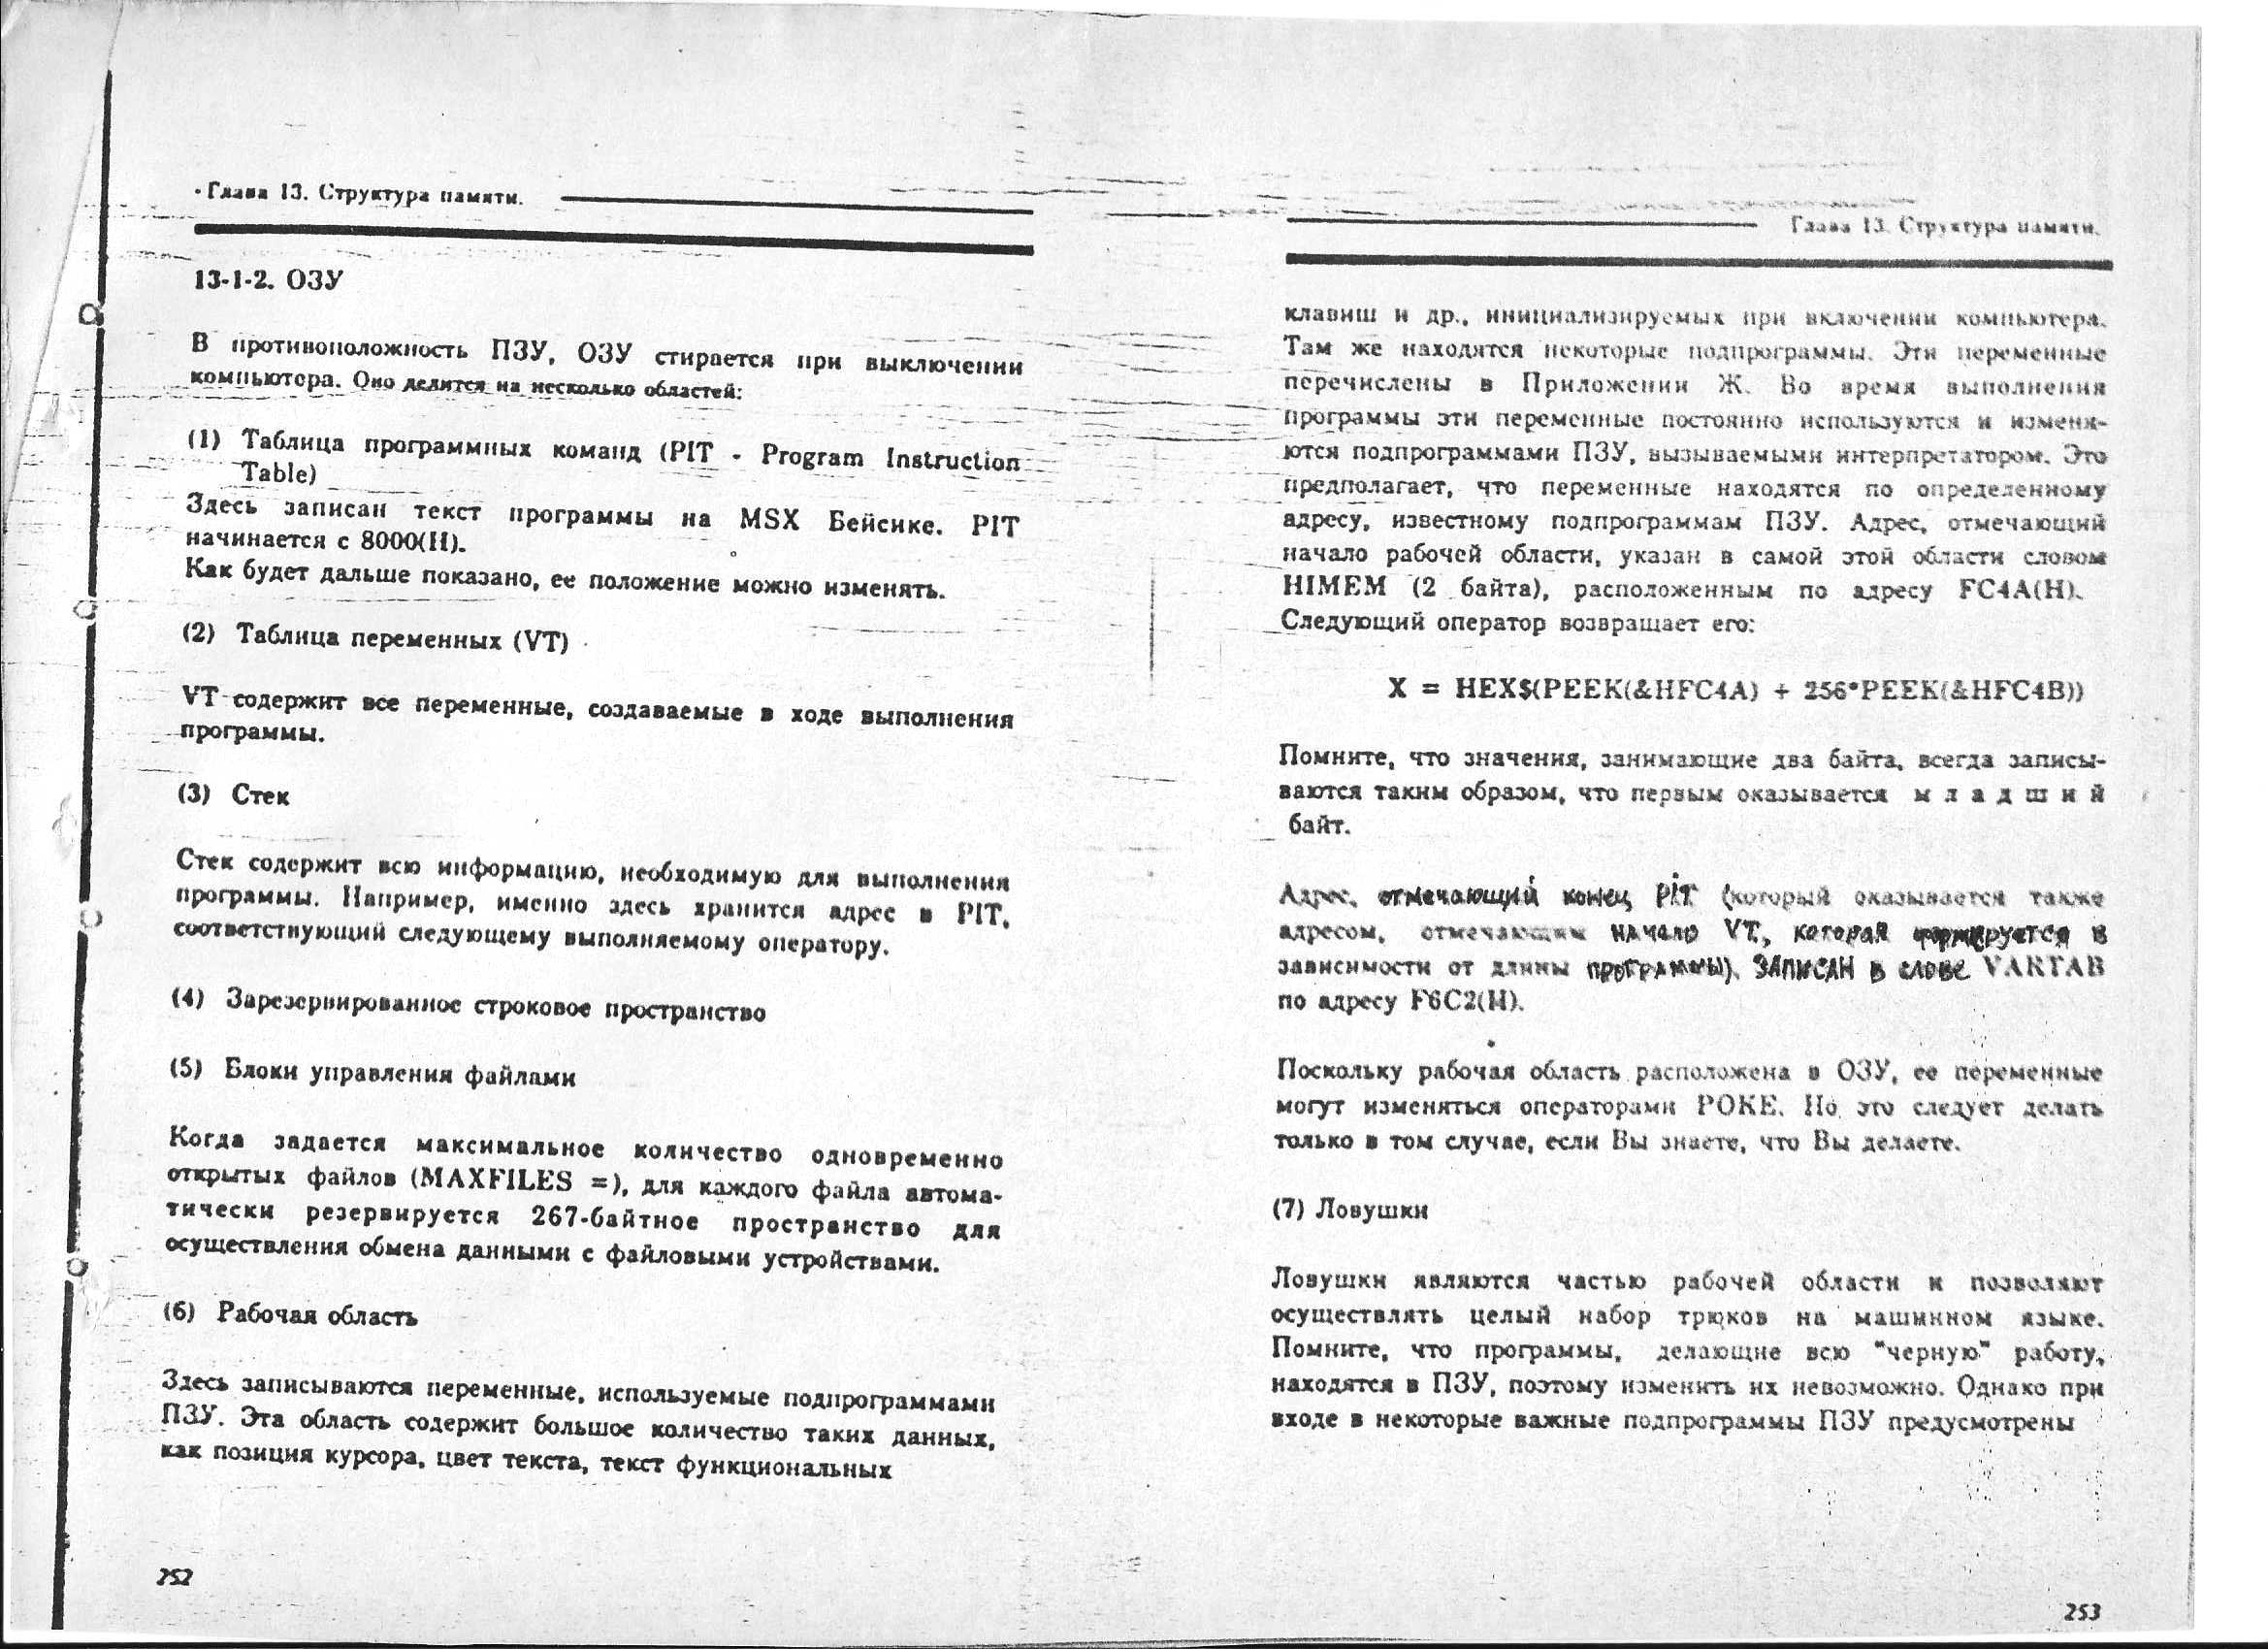 Глава 13. Структура памяти.
13-1-2. ОЗУ
В противоположность ПЗУ, ОЗУ стирается при выключении
компьютера. Оно делится на несколько областей:
(1) Таблица программных команд (PIT - Program Instruction
Table)
Здесь записан текст программы на MSX Бейсике. PIT
начинается с 8000(H).
Как будет дальше показано, ее положение можно изменять.
(2) Таблица переменных (VT)
VT содержит все переменные, создаваемые в ходе выполнения
программы.
(3) Стек
Стек содержит всю информацию, необходимую для выполнения
программы. Например, именно здесь хранится адрес в PIT,
соответствующий следующему выполняемому оператору.
(4) Зарезервированное строковое пространство
(5) Блоки управления файлами
Когда задается максимальное количество одновременно
открытых файлов (MAXFILES =), для каждого файла автома-
тически резервируется 267-байтное пространство для
осуществления обмена данными с файловыми устройствами.
(6) Рабочая область
Здесь записываются переменные, используемые подпрограммами
ПЗУ. Эта область содержит большое количество таких данных,
как позиция курсора, цвет текста, текст функциональных
252
Глава 13. Структура памяти.
клавиш и др., инициализируемых при включении компьютера.
Там же находятся некоторые подпрограммы. Эти переменные
перечислены в Приложении Ж. Во время выполнения
программы эти переменные постоянно используются и изменя-
ются подпрограммами ПЗУ, вызываемыми интерпретатором. Это
предполагает, что переменные находятся по определенному
адресу, известному подпрограммам ПЗУ. Адрес, отмечающий
начало рабочей области, указан в самой этой области словом
HIMEM (2 байта), расположенным по адресу FC4A(H).
Следующий оператор возвращает его:
X = HEX$(PEEK(&HFC4A) + 256*PEEK(&HFC4B))
Помните, что значения, занимающие два байта, всегда записы-
ваются таким образом, что первым оказывается м л а д ш и й
байт.
Адрес, отмечающий конец PIT (который оказывается также
адресом, отмечающим начало VT, которая формируется в
зависимости от длины программы), ЗАПИСАН в слове VARTAB
по адресу F6C2(H).
Поскольку рабочая область расположена в ОЗУ, ее переменные
могут изменяться операторами POKE. Но это следует делать
только в том случае, если Вы знаете, что Вы делаете.
(7) Ловушки
Ловушки являются частью рабочей области и позволяют
осуществлять целый набор трюков на машинном языке.
Помните, что программы, делающие всю "черную" работу,
находятся в ПЗУ, поэтому изменить их невозможно. Однако при
входе в некоторые важные подпрограммы ПЗУ предусмотрены
253